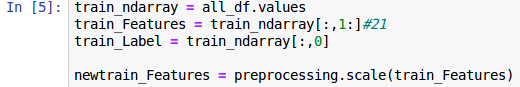 In [5]: train_ndarray = all_df.values
train_Features = train_ndarray[:,1:]#21
train_Label = train_ndarray[:,0]
newtrain_Features = preprocessing.scale(train_Features)